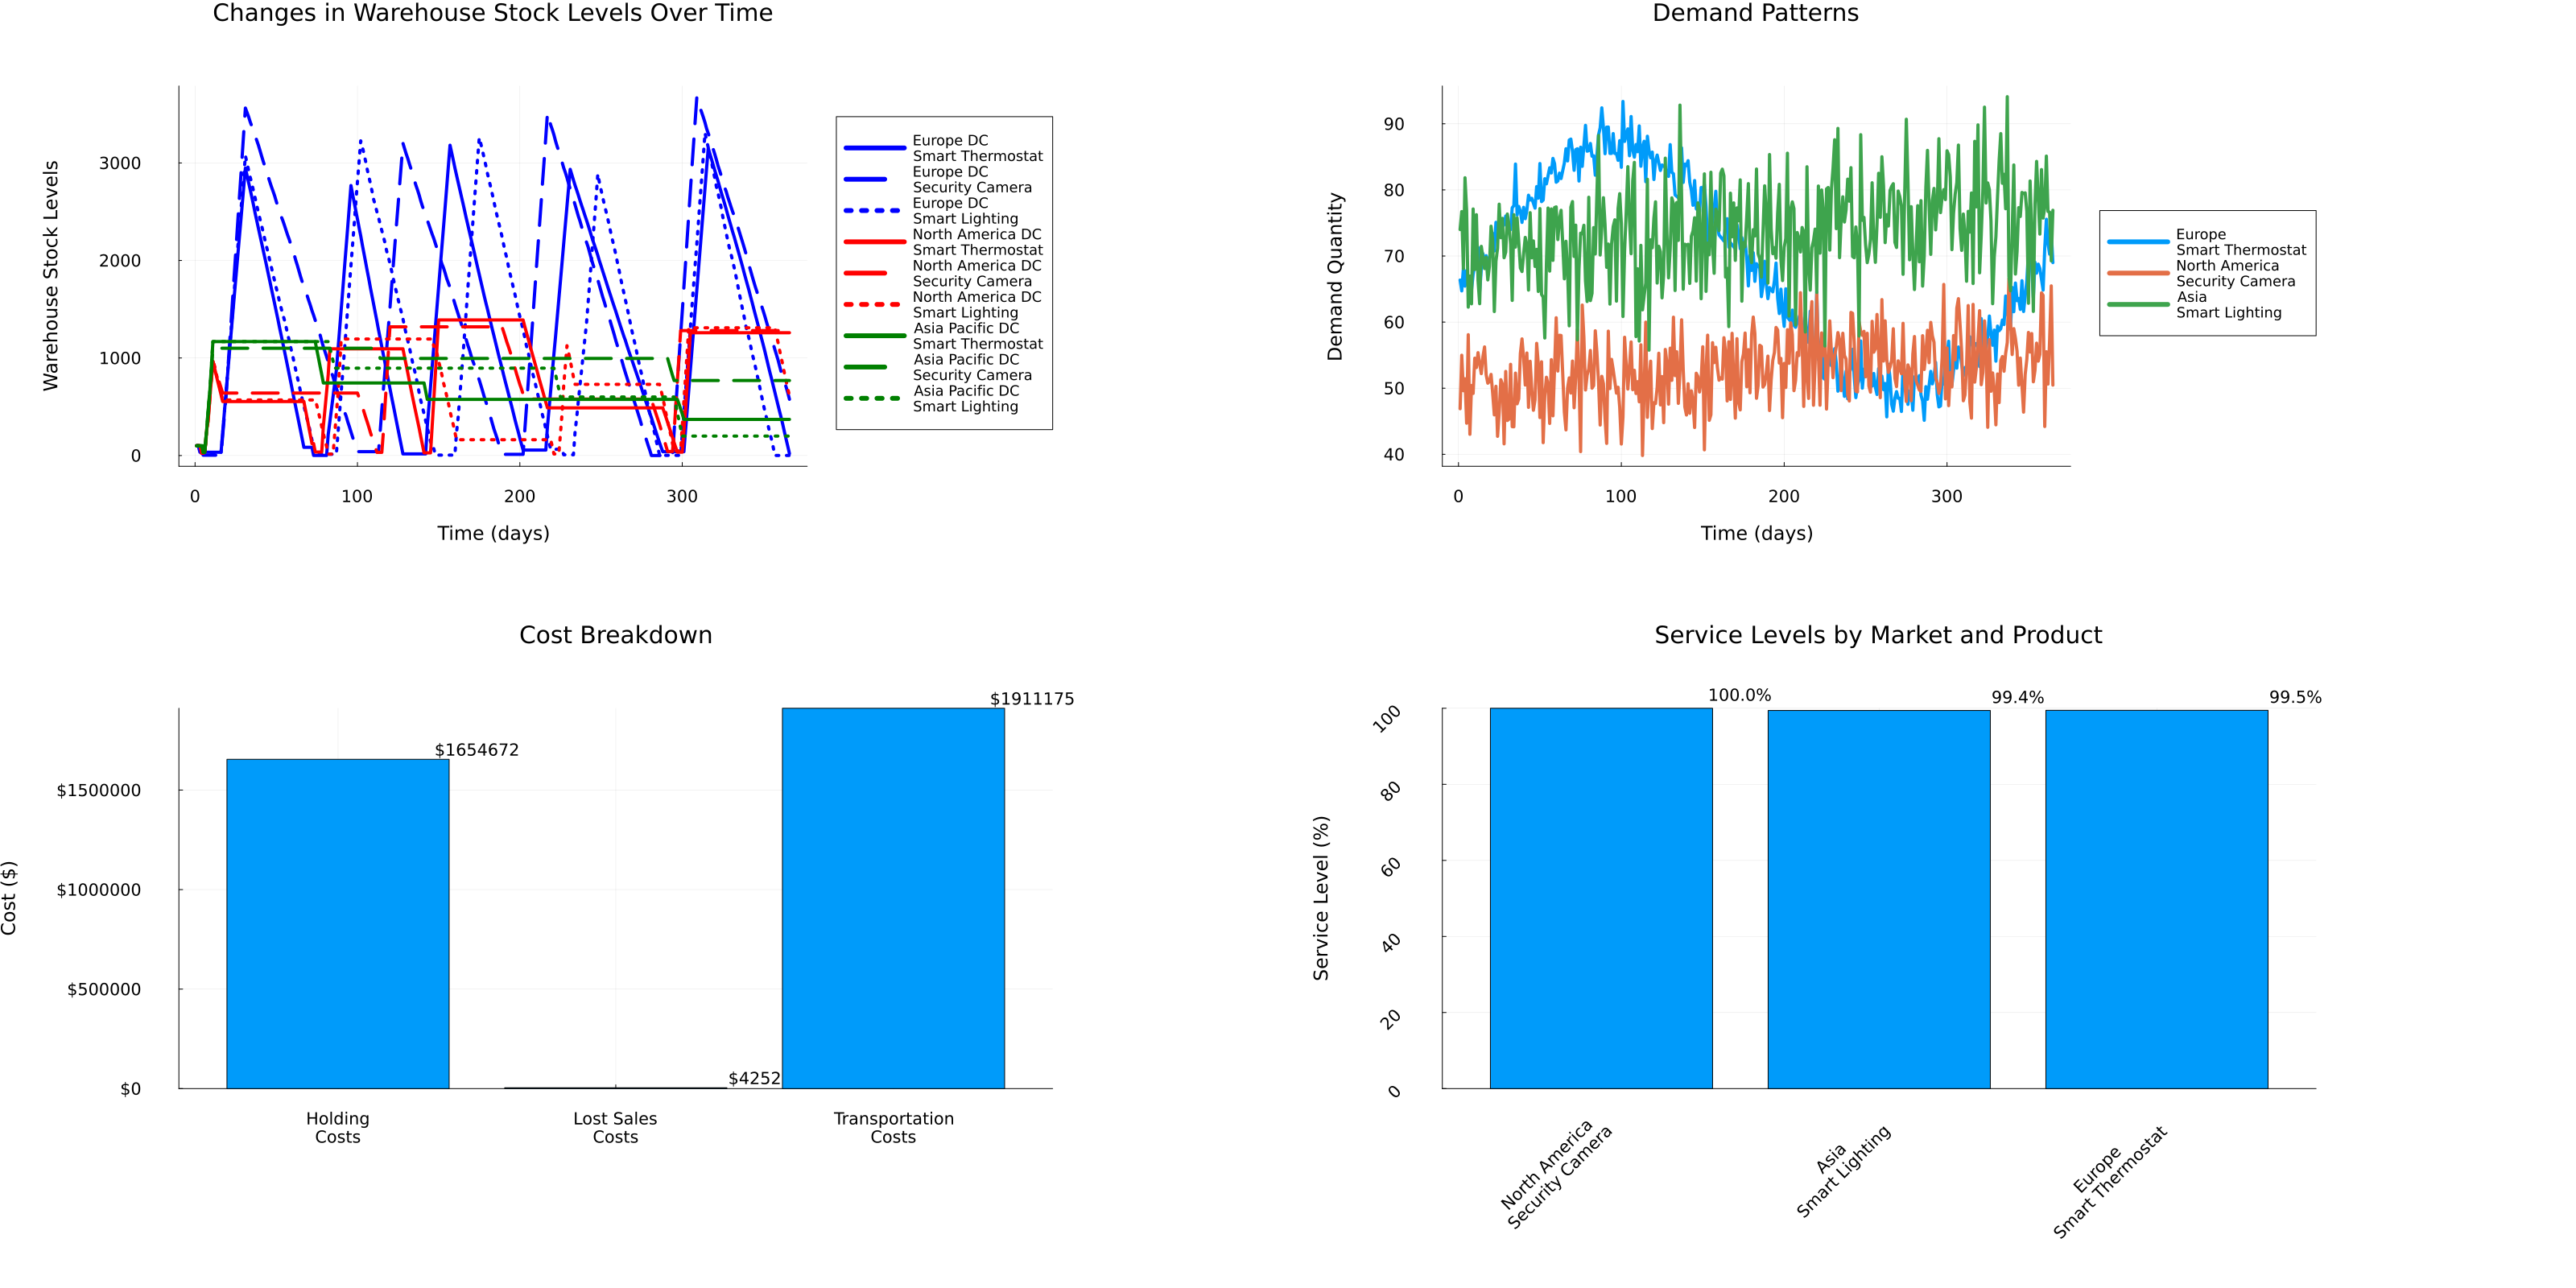 Changes in Warehouse Stock Levels Over Time
Warehouse Stock Levels
3000
2000
1000
0
0 100 200 300
Time (days)
Europe DC
Smart Thermostat
Europe DC
Security Camera
Europe DC
Smart Lighting
North America DC
Smart Thermostat
North America DC
Security Camera
North America DC
Smart Lighting
Asia Pacific DC
Smart Thermostat
Asia Pacific DC
Security Camera
Asia Pacific DC
Smart Lighting
Demand Patterns
Demand Quantity
90
80
70
60
50
40
0 100 200 300
Time (days)
Europe
Smart Thermostat
North America
Security Camera
Asia
Smart Lighting
Cost Breakdown
Cost ($)
$1500000
$1000000
$500000
$0
$1654672
$4252
$1911175
Holding
Costs
Lost Sales
Costs
Transportation
Costs
Service Levels by Market and Product
Service Level (%)
100
80
60
40
20
0
100.0%
99.4%
99.5%
North America
Security Camera
Asia
Smart Lighting
Europe
Smart Thermostat